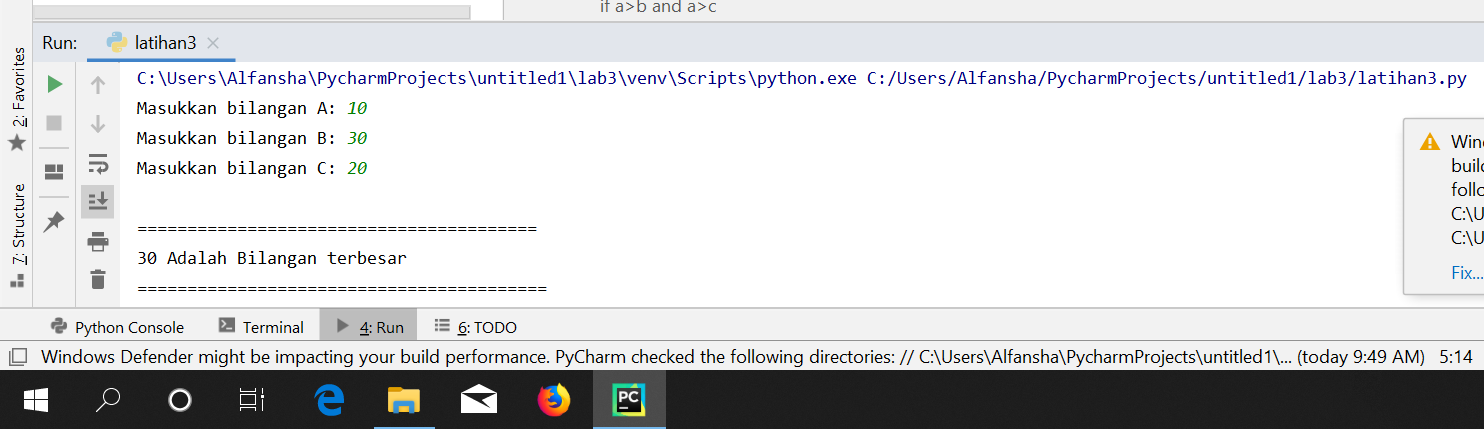 if a>b and a>c
Run: latihan3
2: Favorites
7: Structure
C:\Users\Alfansha\PycharmProjects\untitled1\lab3\venv\Scripts\python.exe C:/Users/Alfansha/PycharmProjects/untitled1/lab3/latihan3.py
Masukkan bilangan A: 10
Masukkan bilangan B: 30
Masukkan bilangan C: 20
========================================
30 Adalah Bilangan terbesar
=========================================
C:\U
C:\U
Fix...
Python Console Terminal 4: Run 6: TODO
Windows Defender might be impacting your build performance. PyCharm checked the following directories: // C:\Users\Alfansha\PycharmProjects\untitled1\... (today 9:49 AM) 5:14
PC